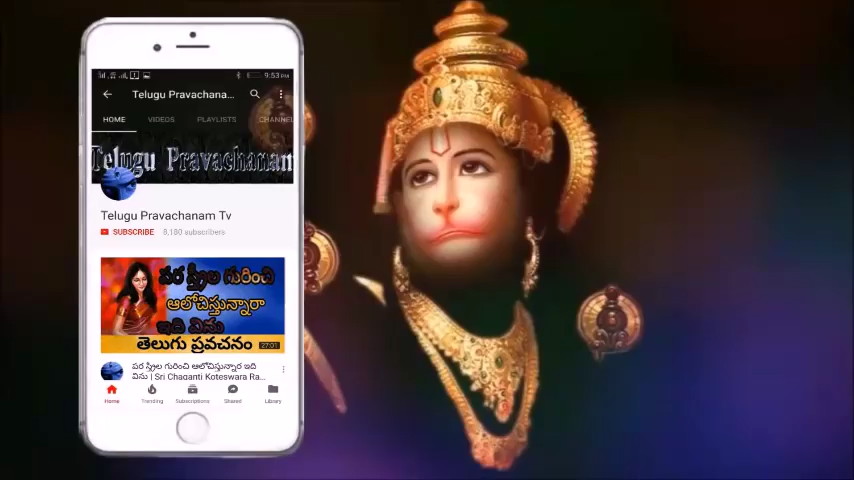 9:53 PM
Telugu Pravachana...
HOME VIDEOS PLAYLISTS CHANNEL
Telugu Pravachanam
Telugu Pravachanam Tv
SUBSCRIBE 8,180 subscribers
పర స్త్రీల గురించి
ఆలోచిస్తున్నారా
ఇది విను
తెలుగు ప్రవచనం 27:01
పర స్త్రీల గురించి ఆలోచిస్తున్నార ఇది
విను | Sri Chaganti Koteswara Ra...
Home Trending Subscriptions Shared Library